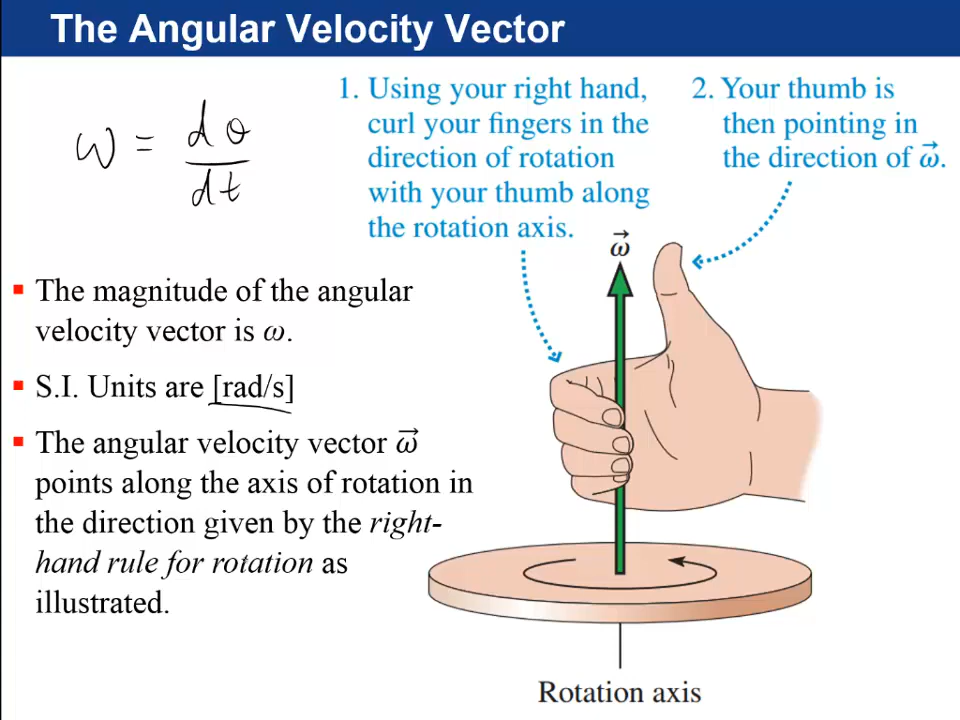 The Angular Velocity Vector
ω = dθ/dt
1. Using your right hand,
curl your fingers in the
direction of rotation
with your thumb along
the rotation axis.
2. Your thumb is
then pointing in
the direction of ω⃗.
ω⃗
▪ The magnitude of the angular
velocity vector is ω.
▪ S.I. Units are [rad/s]
▪ The angular velocity vector ω⃗
points along the axis of rotation in
the direction given by the right-
hand rule for rotation as
illustrated.
Rotation axis